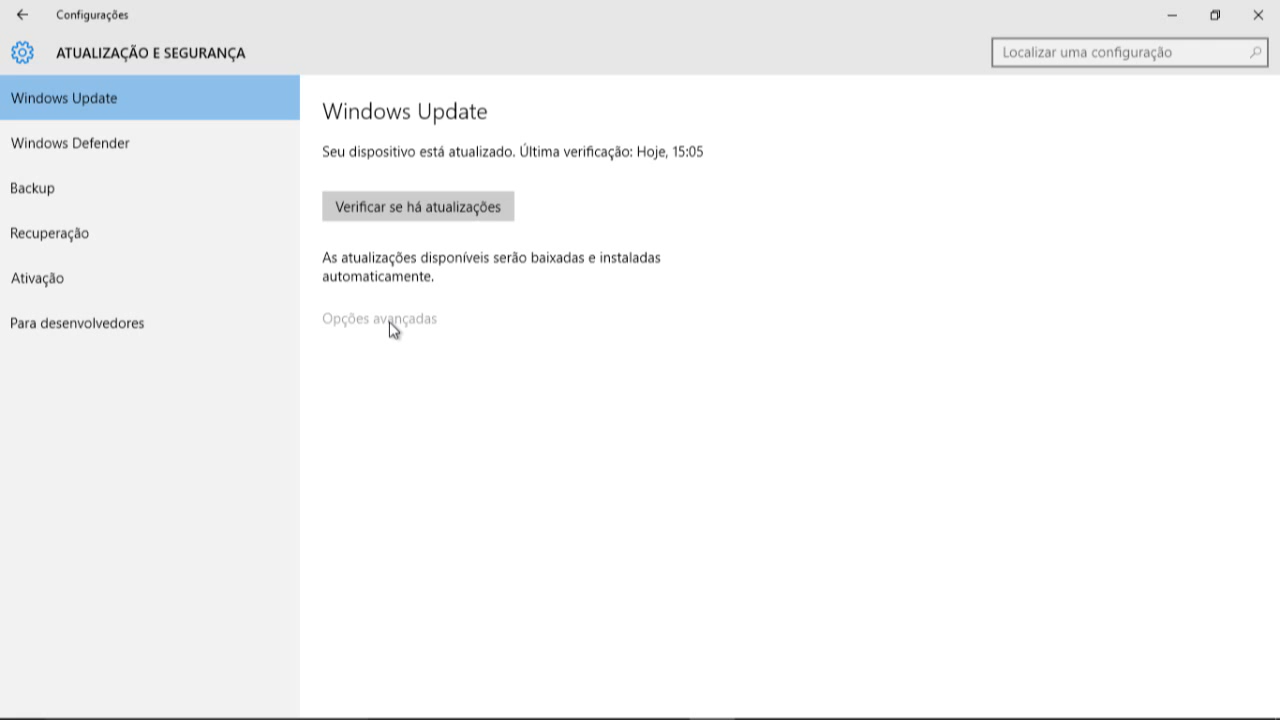 Configurações
ATUALIZAÇÃO E SEGURANÇA
Localizar uma configuração
Windows Update
Windows Defender
Backup
Recuperação
Ativação
Para desenvolvedores
Windows Update
Seu dispositivo está atualizado. Última verificação: Hoje, 15:05
Verificar se há atualizações
As atualizações disponíveis serão baixadas e instaladas
automaticamente.
Opções avançadas